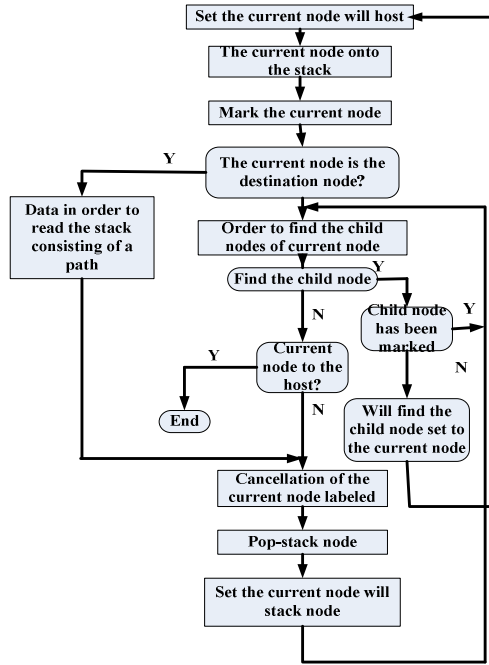 Set the current node will host
The current node onto
the stack
Mark the current node
Y
The current node is the
destination node?
Data in order to
read the stack
consisting of a
path
Order to find the child
nodes of current node
Find the child node
Y
Child node
has been
marked
Y
N
N
Current
node to the
host?
Y
End
N
Will find the
child node set to
the current node
Cancellation of the
current node labeled
Pop-stack node
Set the current node will
stack node